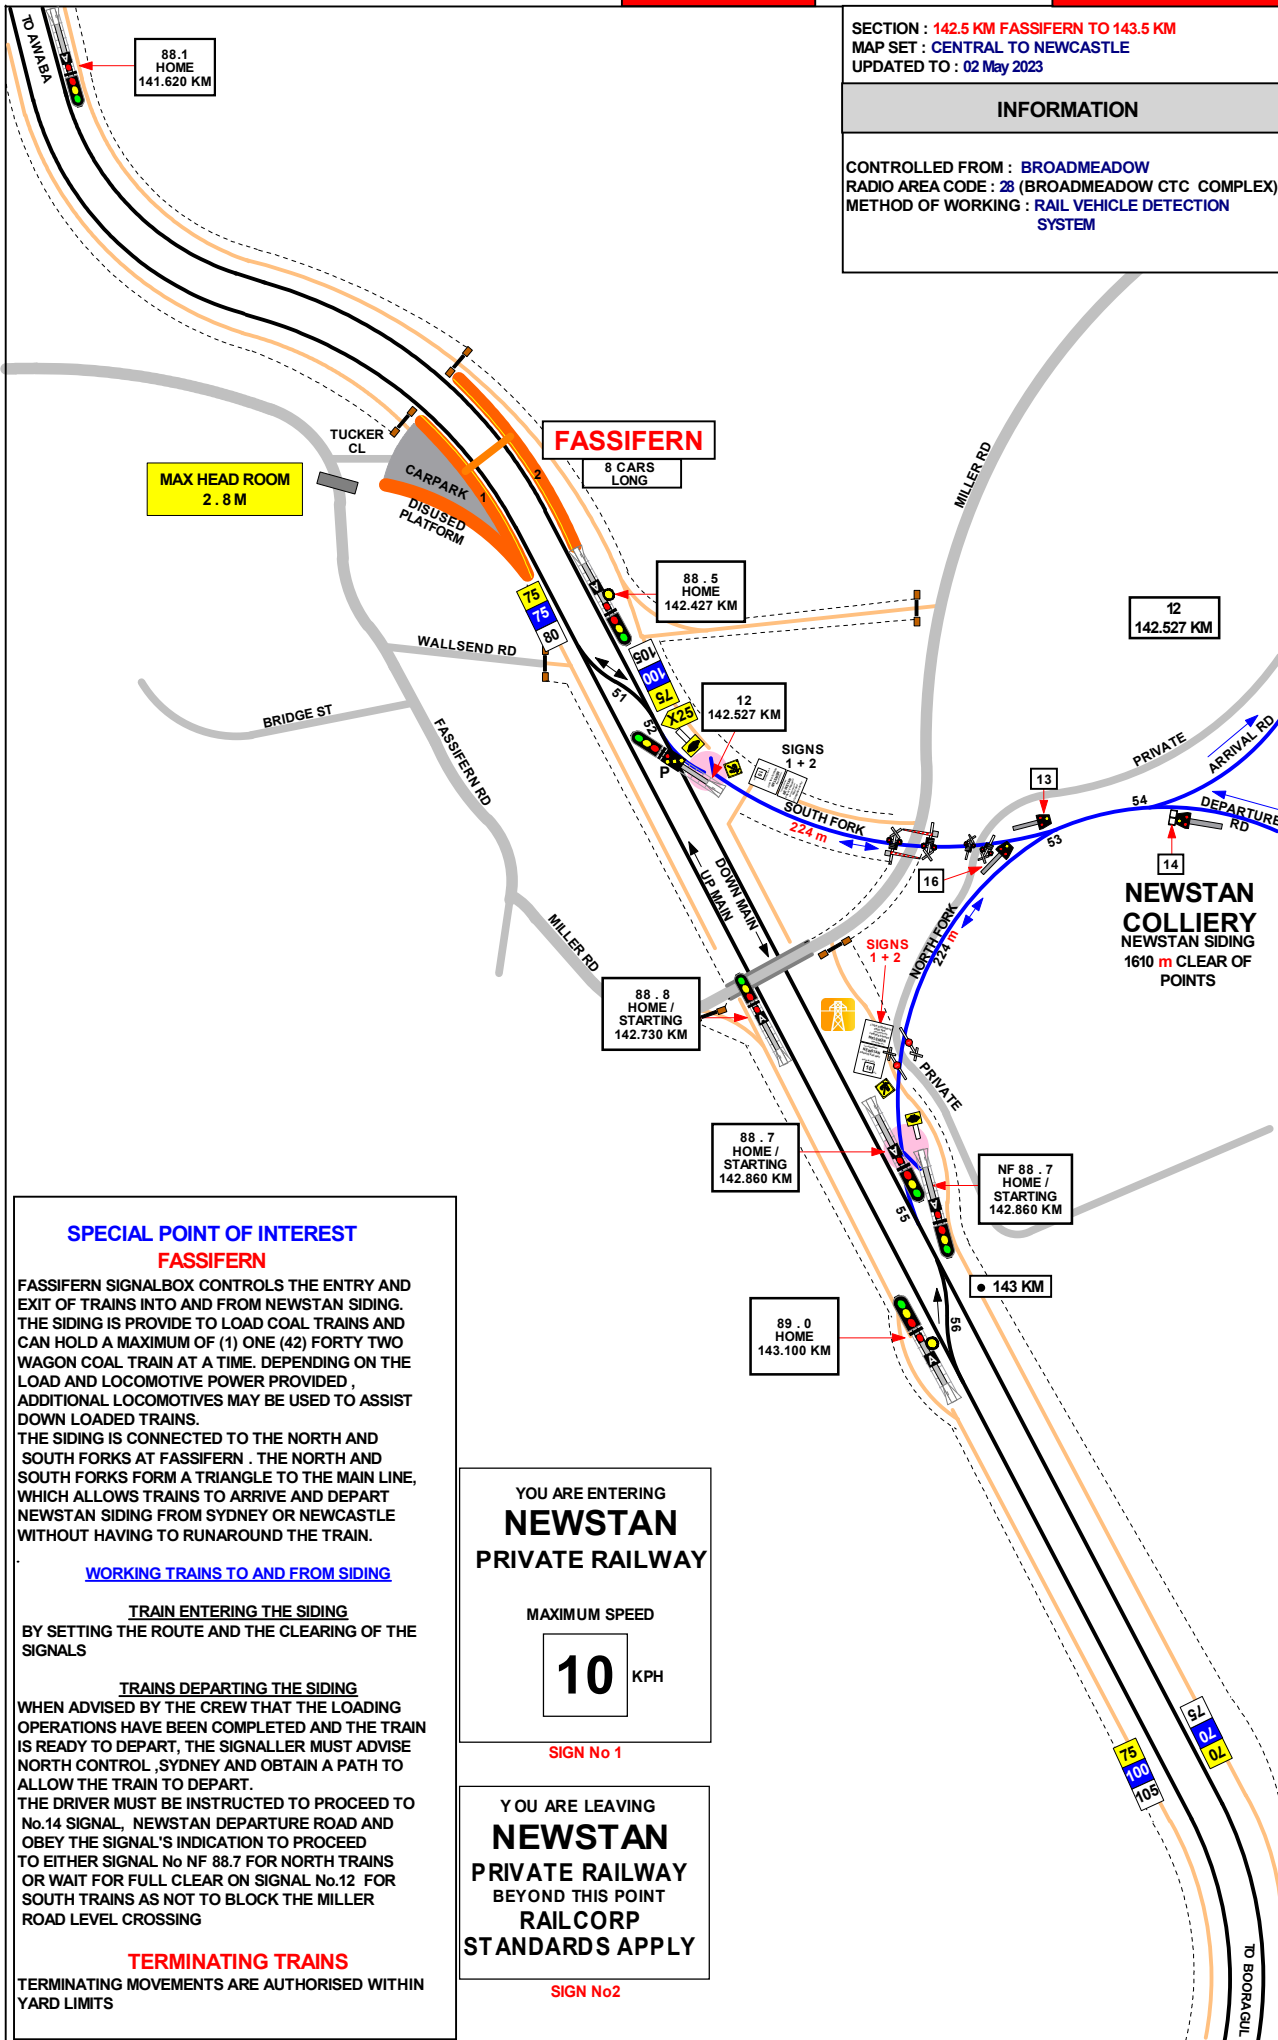 SECTION : 142.5 KM FASSIFERN TO 143.5 KM
MAP SET : CENTRAL TO NEWCASTLE
UPDATED TO : 02 May 2023
INFORMATION
CONTROLLED FROM : BROADMEADOW
RADIO AREA CODE : 28 (BROADMEADOW CTC COMPLEX)
METHOD OF WORKING : RAIL VEHICLE DETECTION
SYSTEM
TO AWABA
88.1
HOME
141.620 KM
TUCKER
CL
MAX HEAD ROOM
2 . 8 M
CARPARK
DISUSED
PLATFORM
1
2
FASSIFERN
8 CARS
LONG
MILLER RD
88 . 5
HOME
142.427 KM
75
75
80
105
100
75
X25
WALLSEND RD
BRIDGE ST
FASSIFERN RD
51
52
P
12
142.527 KM
12
142.527 KM
SIGNS
1 + 2
SOUTH FORK
224 m
PRIVATE
ARRIVAL RD
DEPARTURE
RD
13
54
53
14
16
NEWSTAN
COLLIERY
NEWSTAN SIDING
1610 m CLEAR OF
POINTS
UP MAIN
DOWN MAIN
MILLER RD
NORTH FORK
224 m
SIGNS
1 + 2
88 . 8
HOME /
STARTING
142.730 KM
PRIVATE
88 . 7
HOME /
STARTING
142.860 KM
NF 88 . 7
HOME /
STARTING
142.860 KM
55
143 KM
56
89 . 0
HOME
143.100 KM
SPECIAL POINT OF INTEREST
FASSIFERN
FASSIFERN SIGNALBOX CONTROLS THE ENTRY AND
EXIT OF TRAINS INTO AND FROM NEWSTAN SIDING.
THE SIDING IS PROVIDE TO LOAD COAL TRAINS AND
CAN HOLD A MAXIMUM OF (1) ONE (42) FORTY TWO
WAGON COAL TRAIN AT A TIME. DEPENDING ON THE
LOAD AND LOCOMOTIVE POWER PROVIDED ,
ADDITIONAL LOCOMOTIVES MAY BE USED TO ASSIST
DOWN LOADED TRAINS.
THE SIDING IS CONNECTED TO THE NORTH AND
SOUTH FORKS AT FASSIFERN . THE NORTH AND
SOUTH FORKS FORM A TRIANGLE TO THE MAIN LINE,
WHICH ALLOWS TRAINS TO ARRIVE AND DEPART
NEWSTAN SIDING FROM SYDNEY OR NEWCASTLE
WITHOUT HAVING TO RUNAROUND THE TRAIN.
.
WORKING TRAINS TO AND FROM SIDING
TRAIN ENTERING THE SIDING
BY SETTING THE ROUTE AND THE CLEARING OF THE
SIGNALS
TRAINS DEPARTING THE SIDING
WHEN ADVISED BY THE CREW THAT THE LOADING
OPERATIONS HAVE BEEN COMPLETED AND THE TRAIN
IS READY TO DEPART, THE SIGNALLER MUST ADVISE
NORTH CONTROL ,SYDNEY AND OBTAIN A PATH TO
ALLOW THE TRAIN TO DEPART.
THE DRIVER MUST BE INSTRUCTED TO PROCEED TO
No.14 SIGNAL, NEWSTAN DEPARTURE ROAD AND
OBEY THE SIGNAL'S INDICATION TO PROCEED
TO EITHER SIGNAL No NF 88.7 FOR NORTH TRAINS
OR WAIT FOR FULL CLEAR ON SIGNAL No.12 FOR
SOUTH TRAINS AS NOT TO BLOCK THE MILLER
ROAD LEVEL CROSSING
TERMINATING TRAINS
TERMINATING MOVEMENTS ARE AUTHORISED WITHIN
YARD LIMITS
YOU ARE ENTERING
NEWSTAN
PRIVATE RAILWAY
MAXIMUM SPEED
10 KPH
SIGN No 1
YOU ARE LEAVING
NEWSTAN
PRIVATE RAILWAY
BEYOND THIS POINT
RAILCORP
STANDARDS APPLY
SIGN No2
75
70
70
75
100
105
TO BOORAGUL